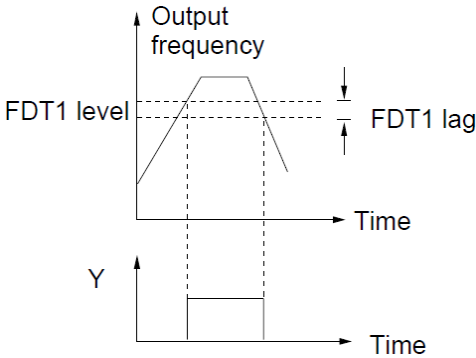 Output
frequency
FDT1 level
FDT1 lag
Time
Y
Time